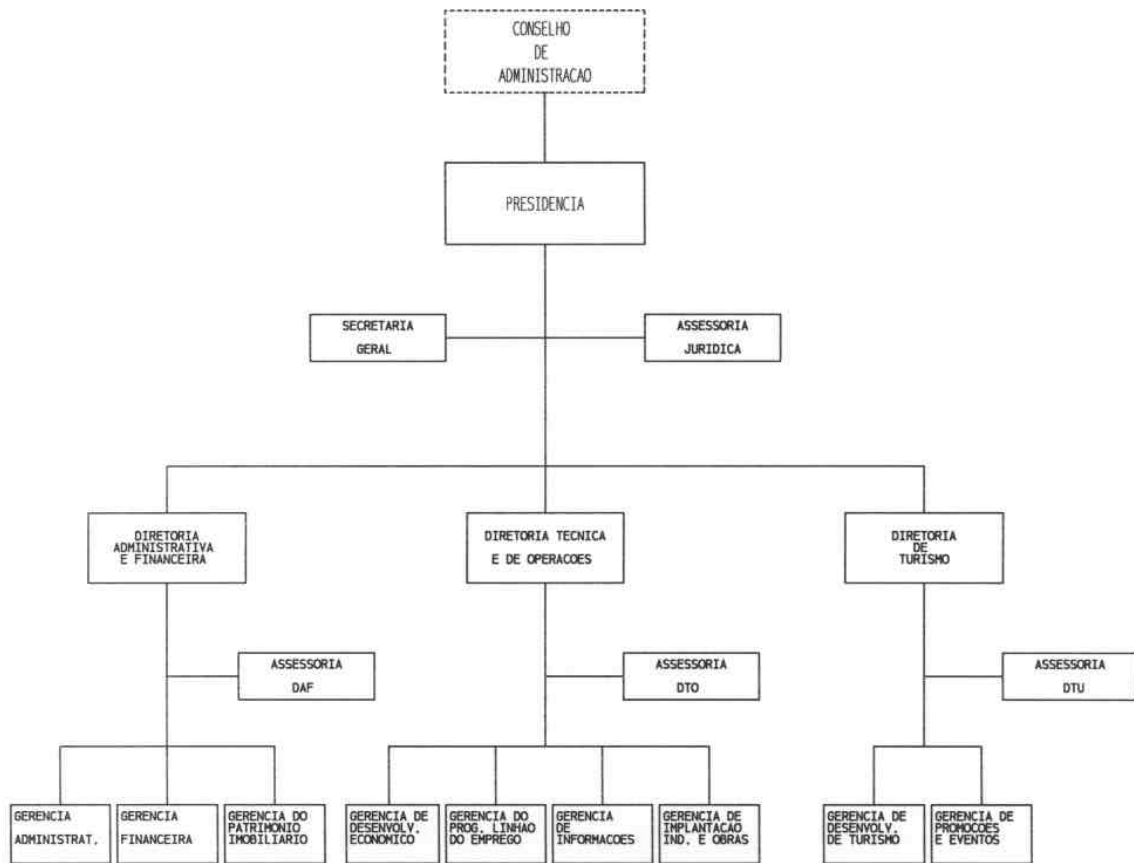 CONSELHO
DE
ADMINISTRACAO
PRESIDENCIA
SECRETARIA
GERAL
ASSESSORIA
JURIDICA
DIRETORIA
ADMINISTRATIVA
E FINANCEIRA
DIRETORIA TECNICA
E DE OPERACOES
DIRETORIA
DE
TURISMO
ASSESSORIA
DAF
ASSESSORIA
DTO
ASSESSORIA
DTU
GERENCIA
ADMINISTRAT.
GERENCIA
FINANCEIRA
GERENCIA DO
PATRIMONIO
IMOBILIARIO
GERENCIA DE
DESENVOLV.
ECONOMICO
GERENCIA DO
PROG. LINHAO
DO EMPREGO
GERENCIA
DE
INFORMACOES
GERENCIA DE
IMPLANTACAO
IND. E OBRAS
GERENCIA DE
DESENVOLV.
DE TURISMO
GERENCIA DE
PROMOCOES
E EVENTOS